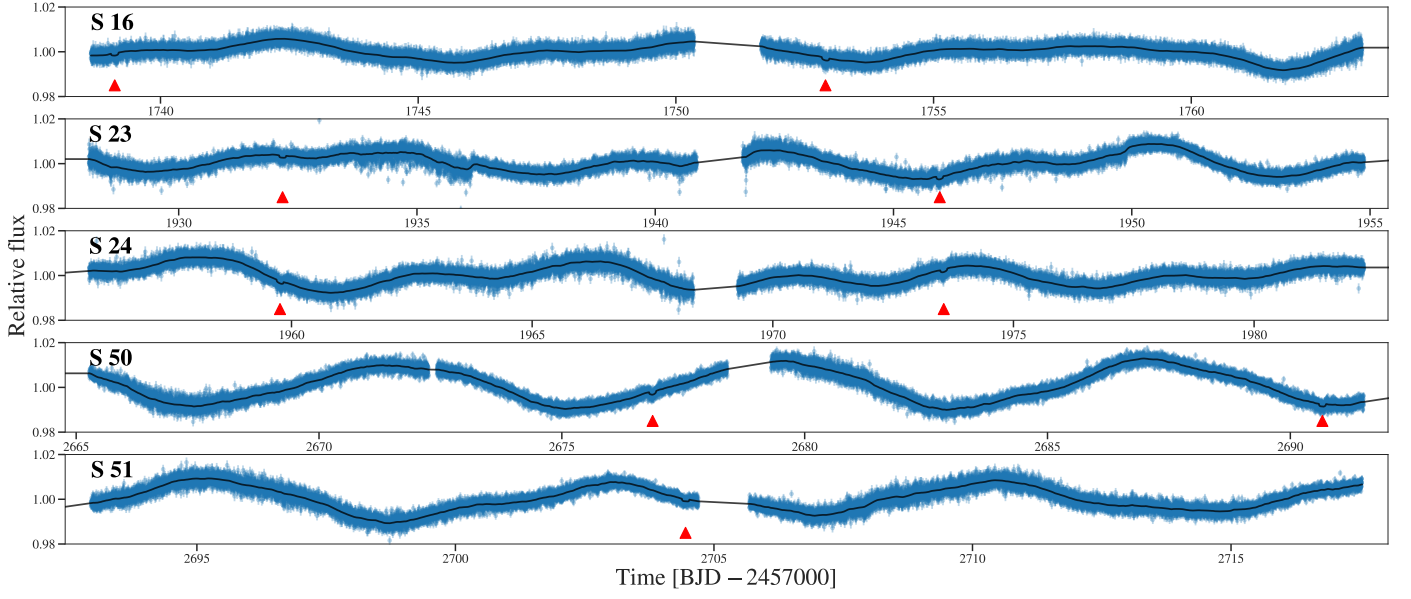 1.02
S 16
1.00
0.98
1740 1745 1750 1755 1760
1.02
S 23
1.00
0.98
1930 1935 1940 1945 1950 1955
1.02
S 24
1.00
0.98
1960 1965 1970 1975 1980
Relative flux
1.02
S 50
1.00
0.98
2665 2670 2675 2680 2685 2690
1.02
S 51
1.00
0.98
2695 2700 2705 2710 2715
Time [BJD − 2457000]